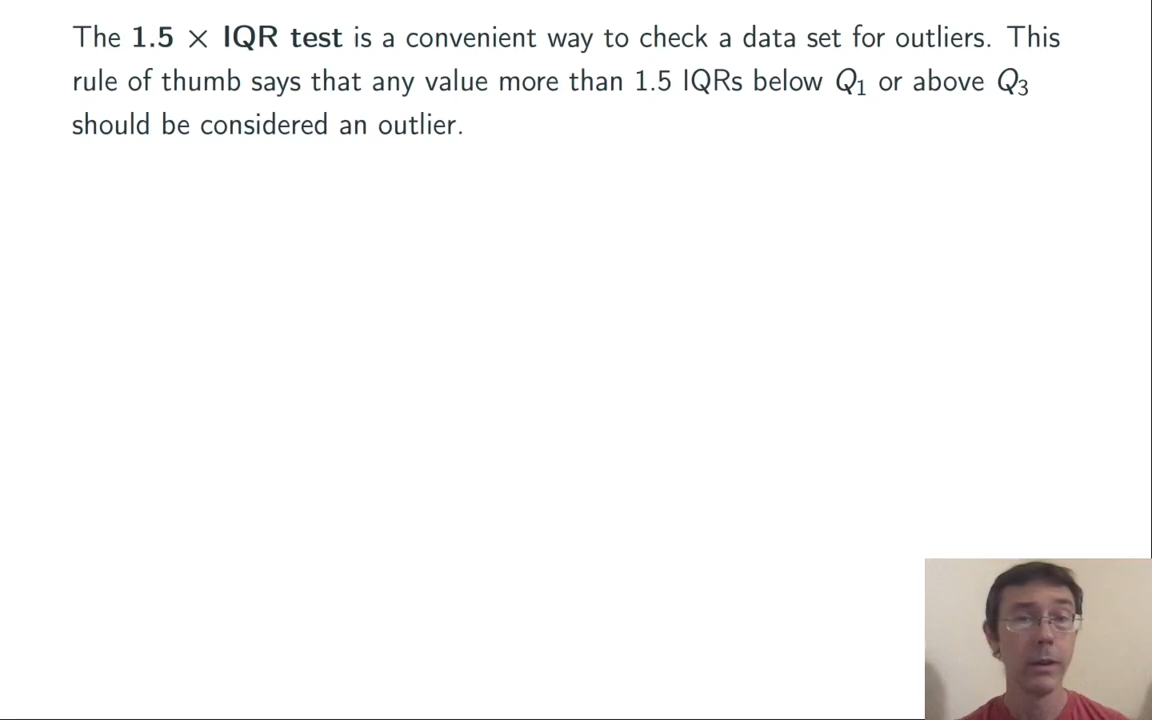 The 1.5 × IQR test is a convenient way to check a data set for outliers. This
rule of thumb says that any value more than 1.5 IQRs below Q₁ or above Q₃
should be considered an outlier.